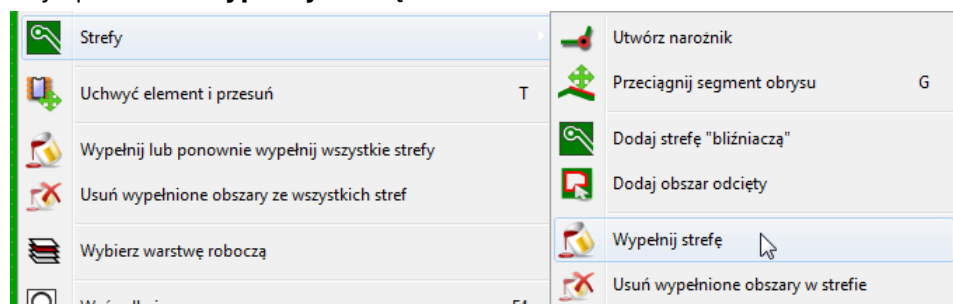 Strefy
Uchwyć element i przesuń T
Wypełnij lub ponownie wypełnij wszystkie strefy
Usuń wypełnione obszary ze wszystkich stref
Wybierz warstwę roboczą
Utwórz narożnik
Przeciągnij segment obrysu G
Dodaj strefę "bliźniaczą"
Dodaj obszar odcięty
Wypełnij strefę
Usuń wypełnione obszary w strefie